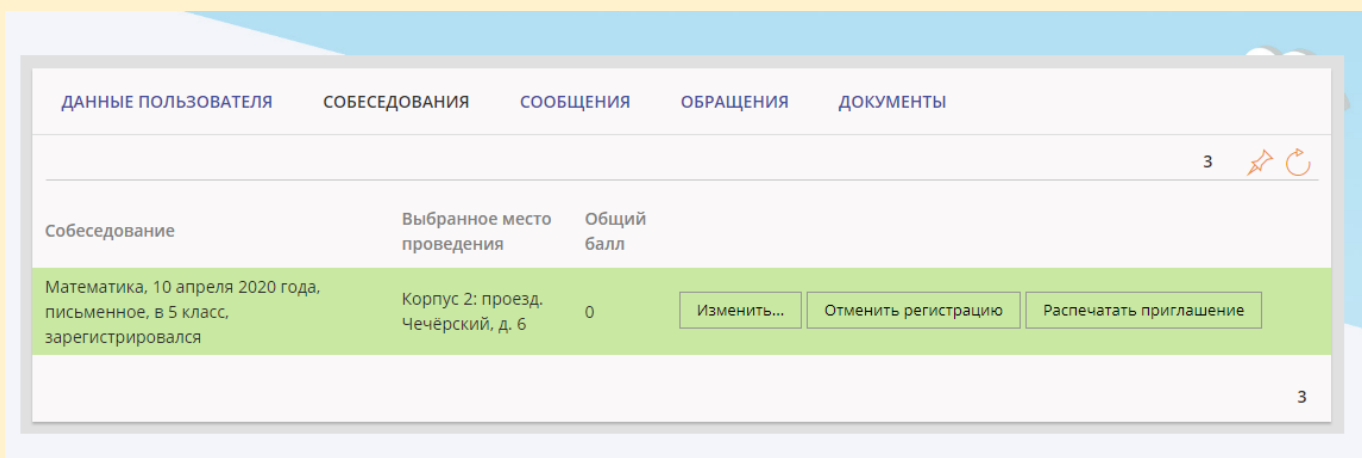 ДАННЫЕ ПОЛЬЗОВАТЕЛЯ СОБЕСЕДОВАНИЯ СООБЩЕНИЯ ОБРАЩЕНИЯ ДОКУМЕНТЫ
3
Собеседование
Выбранное место
проведения
Общий
балл
Математика, 10 апреля 2020 года,
письменное, в 5 класс,
зарегистрировался
Корпус 2: проезд.
Чечёрский, д. 6
0
Изменить... Отменить регистрацию Распечатать приглашение
3